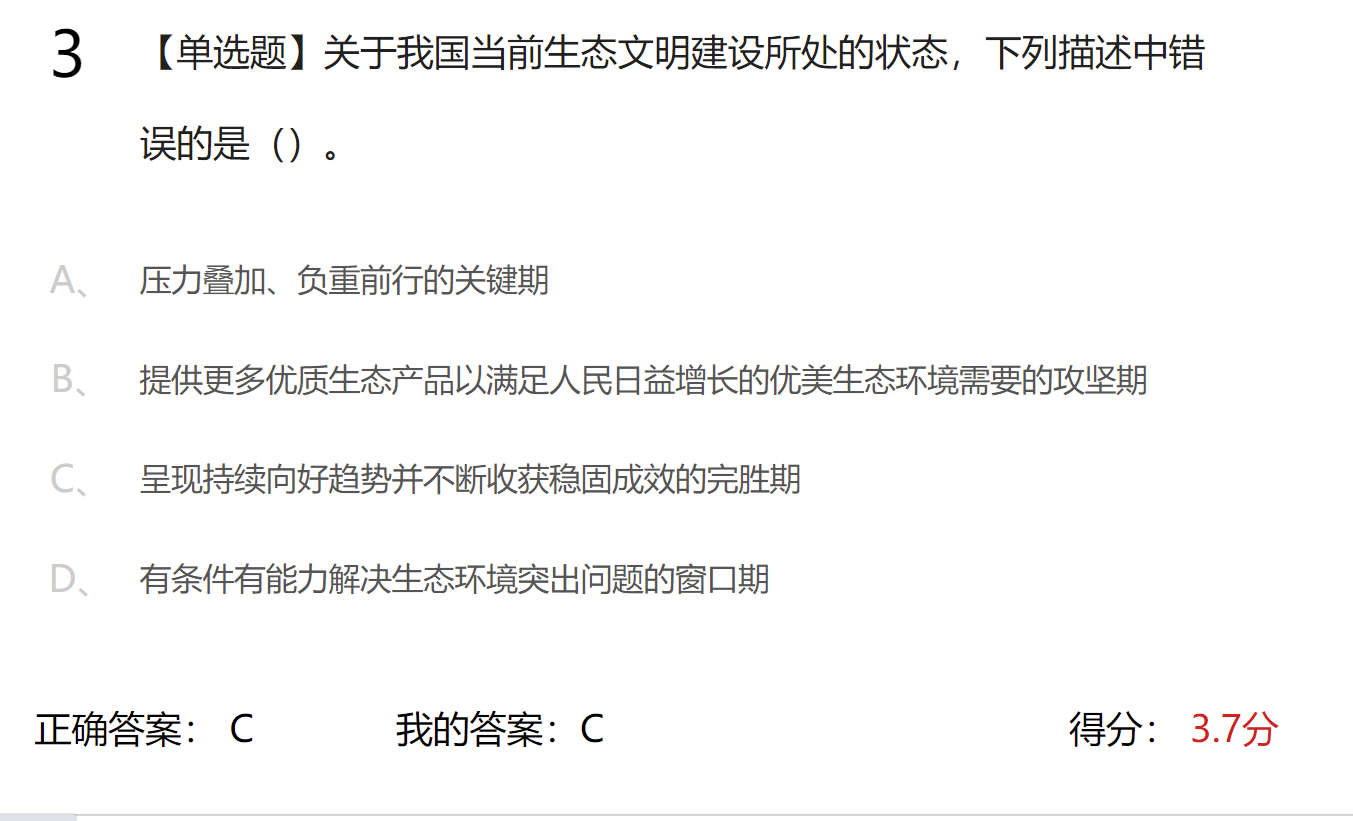 3 【单选题】关于我国当前生态文明建设所处的状态，下列描述中错
误的是（）。
A、 压力叠加、负重前行的关键期
B、 提供更多优质生态产品以满足人民日益增长的优美生态环境需要的攻坚期
C、 呈现持续向好趋势并不断收获稳固成效的完胜期
D、 有条件有能力解决生态环境突出问题的窗口期
正确答案： C 我的答案：C 得分： 3.7分